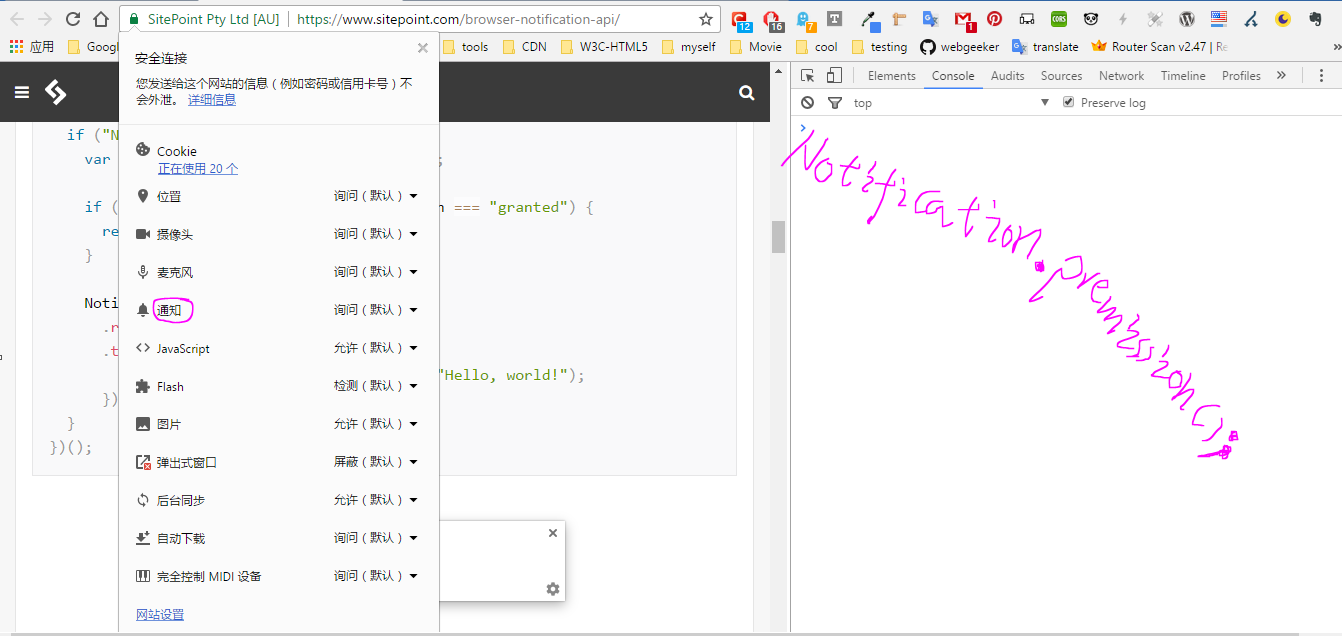 SitePoint Pty Ltd [AU] | https://www.sitepoint.com/browser-notification-api/
12 16 7 T 1 CORS
应用 Googl tools CDN W3C-HTML5 myself Movie cool testing webgeeker translate Router Scan v2.47 | Re
安全连接
您发送给这个网站的信息（例如密码或信用卡号）不
会外泄。 详细信息
Cookie
正在使用 20 个
位置 询问（默认）
摄像头 询问（默认）
麦克风 询问（默认）
通知 询问（默认）
JavaScript 允许（默认）
Flash 检测（默认）
图片 允许（默认）
弹出式窗口 屏蔽（默认）
后台同步 允许（默认）
自动下载 询问（默认）
完全控制 MIDI 设备 询问（默认）
网站设置
if ("N
var ;
if ( n === "granted") {
re
}
Noti
.r
.t "Hello, world!");
})
}
})();
Elements Console Audits Sources Network Timeline Profiles »
top Preserve log
Notification.premission();